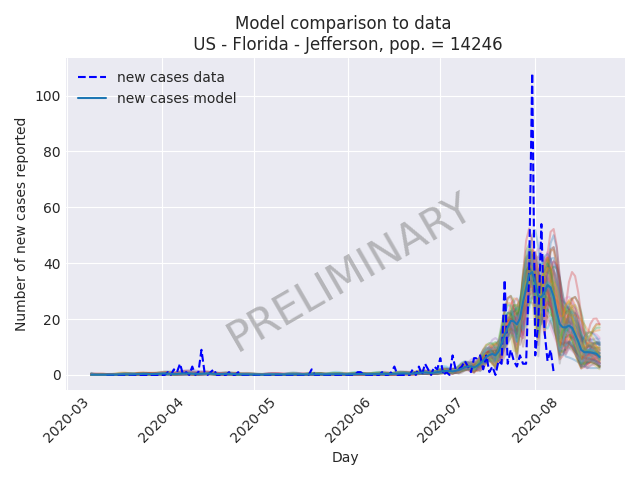 Model comparison to data
US - Florida - Jefferson, pop. = 14246
new cases data
new cases model
PRELIMINARY
Number of new cases reported
100
80
60
40
20
0
2020-03
2020-04
2020-05
2020-06
2020-07
2020-08
Day